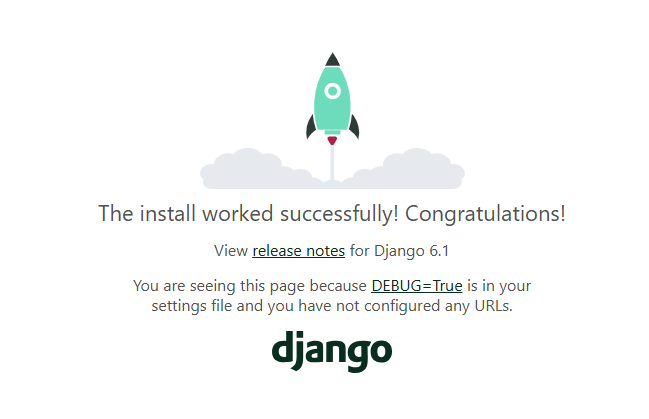 The install worked successfully! Congratulations!
View release notes for Django 6.1
You are seeing this page because DEBUG=True is in your
settings file and you have not configured any URLs.
django